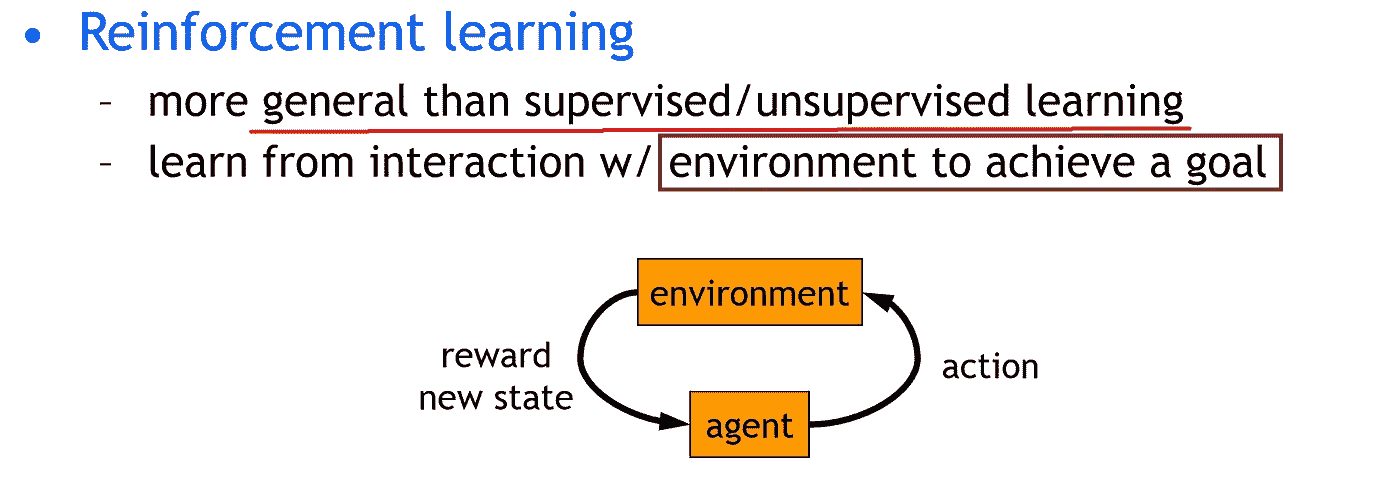 • Reinforcement learning
- more general than supervised/unsupervised learning
- learn from interaction w/ environment to achieve a goal
environment
reward
new state
action
agent